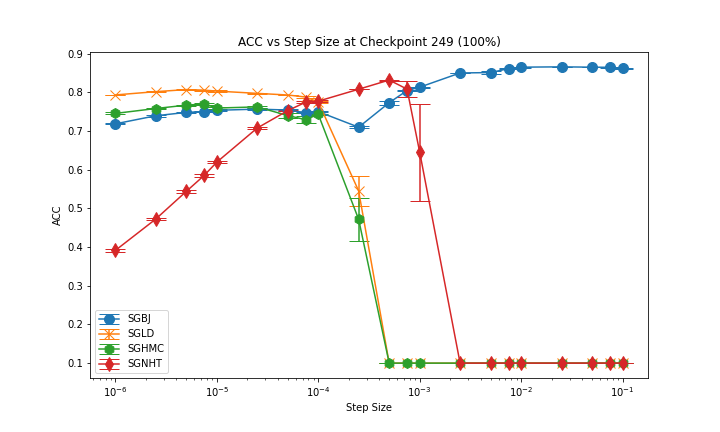 ACC vs Step Size at Checkpoint 249 (100%)
0.9
0.8
0.7
0.6
0.5
0.4
0.3
0.2
0.1
ACC
SGBJ
SGLD
SGHMC
SGNHT
10⁻⁶ 10⁻⁵ 10⁻⁴ 10⁻³ 10⁻² 10⁻¹
Step Size